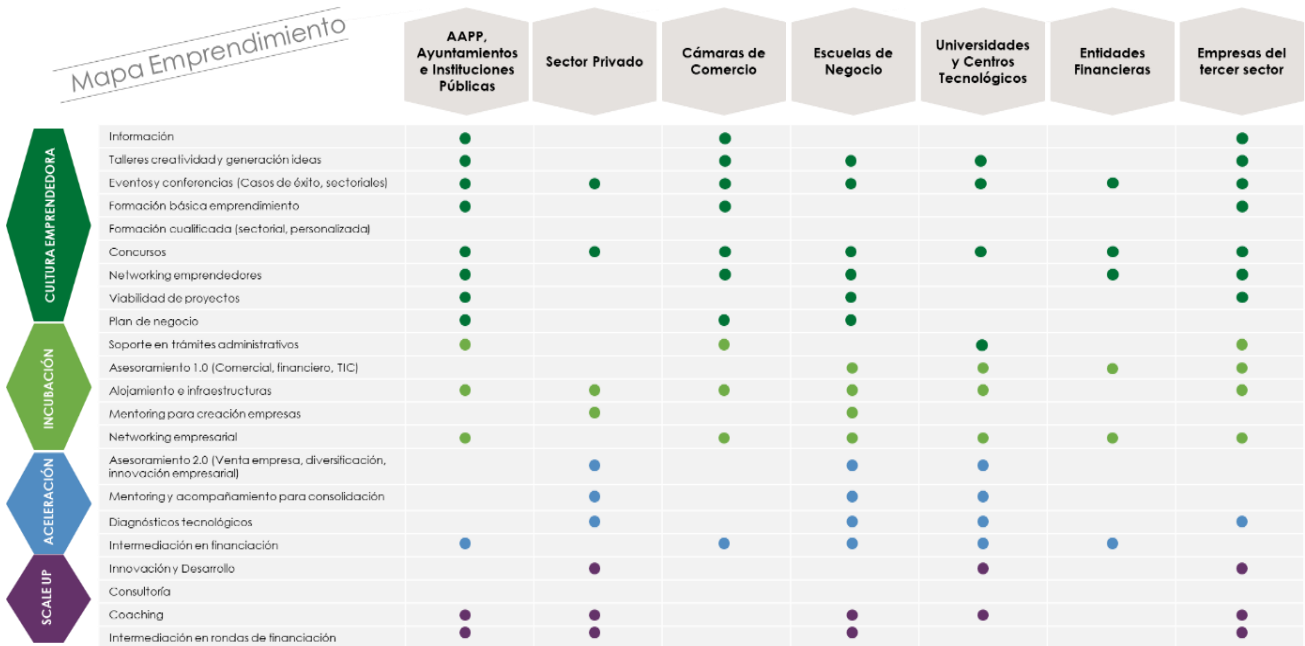 Mapa Emprendimiento
AAPP,
Ayuntamientos
e Instituciones
Públicas
Sector Privado
Cámaras de
Comercio
Escuelas de
Negocio
Universidades
y Centros
Tecnológicos
Entidades
Financieras
Empresas del
tercer sector
CULTURA EMPRENDEDORA
Información
Talleres creatividad y generación ideas
Eventos y conferencias (Casos de éxito, sectoriales)
Formación básica emprendimiento
Formación cualificada (sectorial, personalizada)
Concursos
Networking emprendedores
Viabilidad de proyectos
Plan de negocio
INCUBACIÓN
Soporte en trámites administrativos
Asesoramiento 1.0 (Comercial, financiero, TIC)
Alojamiento e infraestructuras
Mentoring para creación empresas
Networking empresarial
ACELERACIÓN
Asesoramiento 2.0 (Venta empresa, diversificación,
innovación empresarial)
Mentoring y acompañamiento para consolidación
Diagnósticos tecnológicos
Intermediación en financiación
SCALE UP
Innovación y Desarrollo
Consultoría
Coaching
Intermediación en rondas de financiación